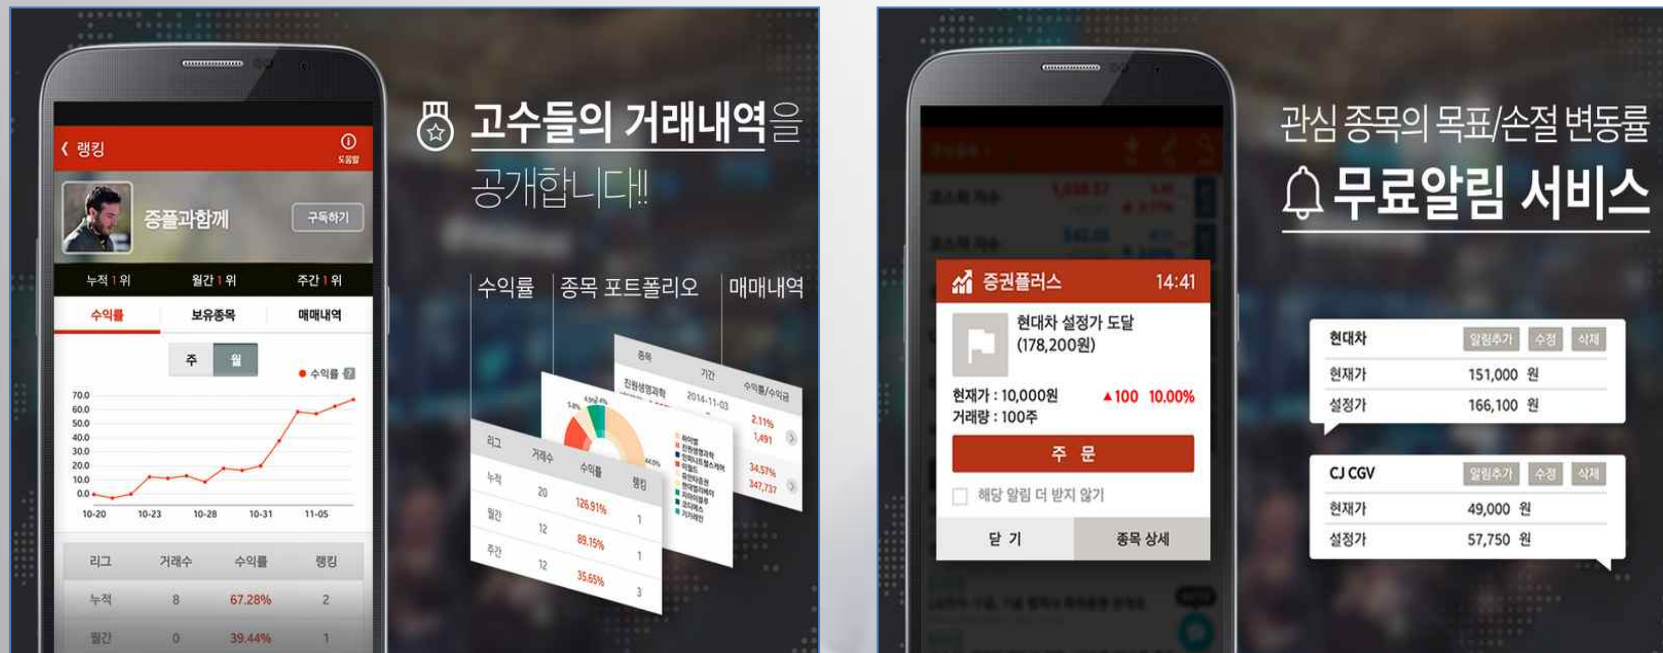 랭킹
도움말
증플과함께
구독하기
누적 1 위
월간 1 위
주간 1 위
수익률
보유종목
매매내역
주
월
수익률 ?
70.0
60.0
50.0
40.0
30.0
20.0
10.0
0.0
10-20
10-23
10-28
10-31
11-05
리그
거래수
수익률
랭킹
누적
8
67.28%
2
월간
0
39.44%
1
고수들의 거래내역을
공개합니다!!
수익률
종목 포트폴리오
매매내역
종목
기간
수익률/수익금
진원생명과학
2014-11-03
2.11%
1,491
34.57%
347,737
5.8%
44.0%
리그
거래수
수익률
랭킹
누적
20
126.91%
1
월간
12
89.15%
1
주간
12
35.65%
3
증권플러스
14:41
현대차 설정가 도달
(178,200원)
현재가 : 10,000원
▲100 10.00%
거래량 : 100주
주 문
해당 알림 더 받지 않기
닫 기
종목 상세
관심 종목의 목표/손절 변동률
무료알림 서비스
현대차
알림추가
수정
삭제
현재가
151,000 원
설정가
166,100 원
CJ CGV
알림추가
수정
삭제
현재가
49,000 원
설정가
57,750 원